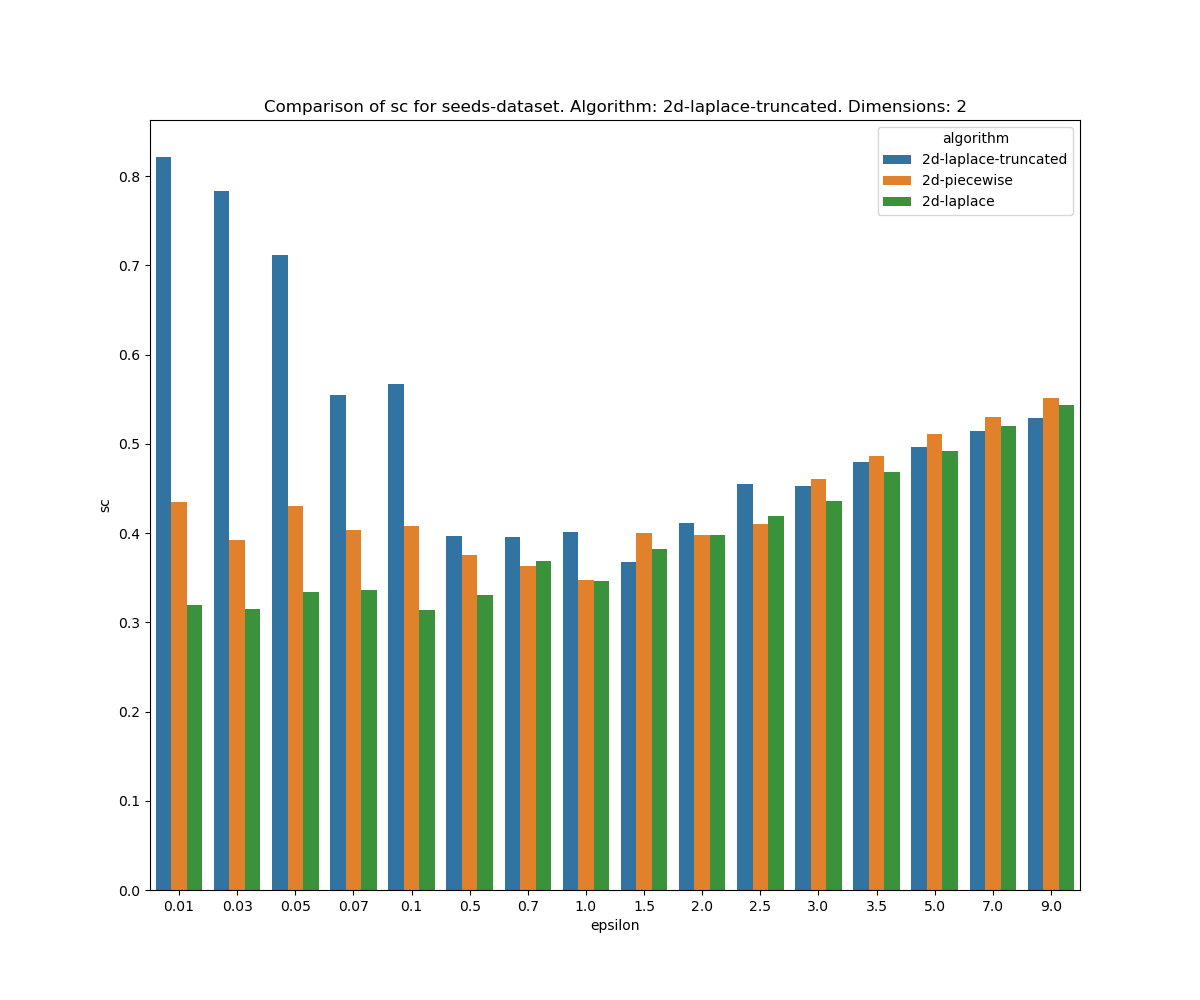 Comparison of sc for seeds-dataset. Algorithm: 2d-laplace-truncated. Dimensions: 2
algorithm
2d-laplace-truncated
2d-piecewise
2d-laplace
0.8
0.7
0.6
0.5
0.4
0.3
0.2
0.1
0.0
sc
0.01 0.03 0.05 0.07 0.1 0.5 0.7 1.0 1.5 2.0 2.5 3.0 3.5 5.0 7.0 9.0
epsilon